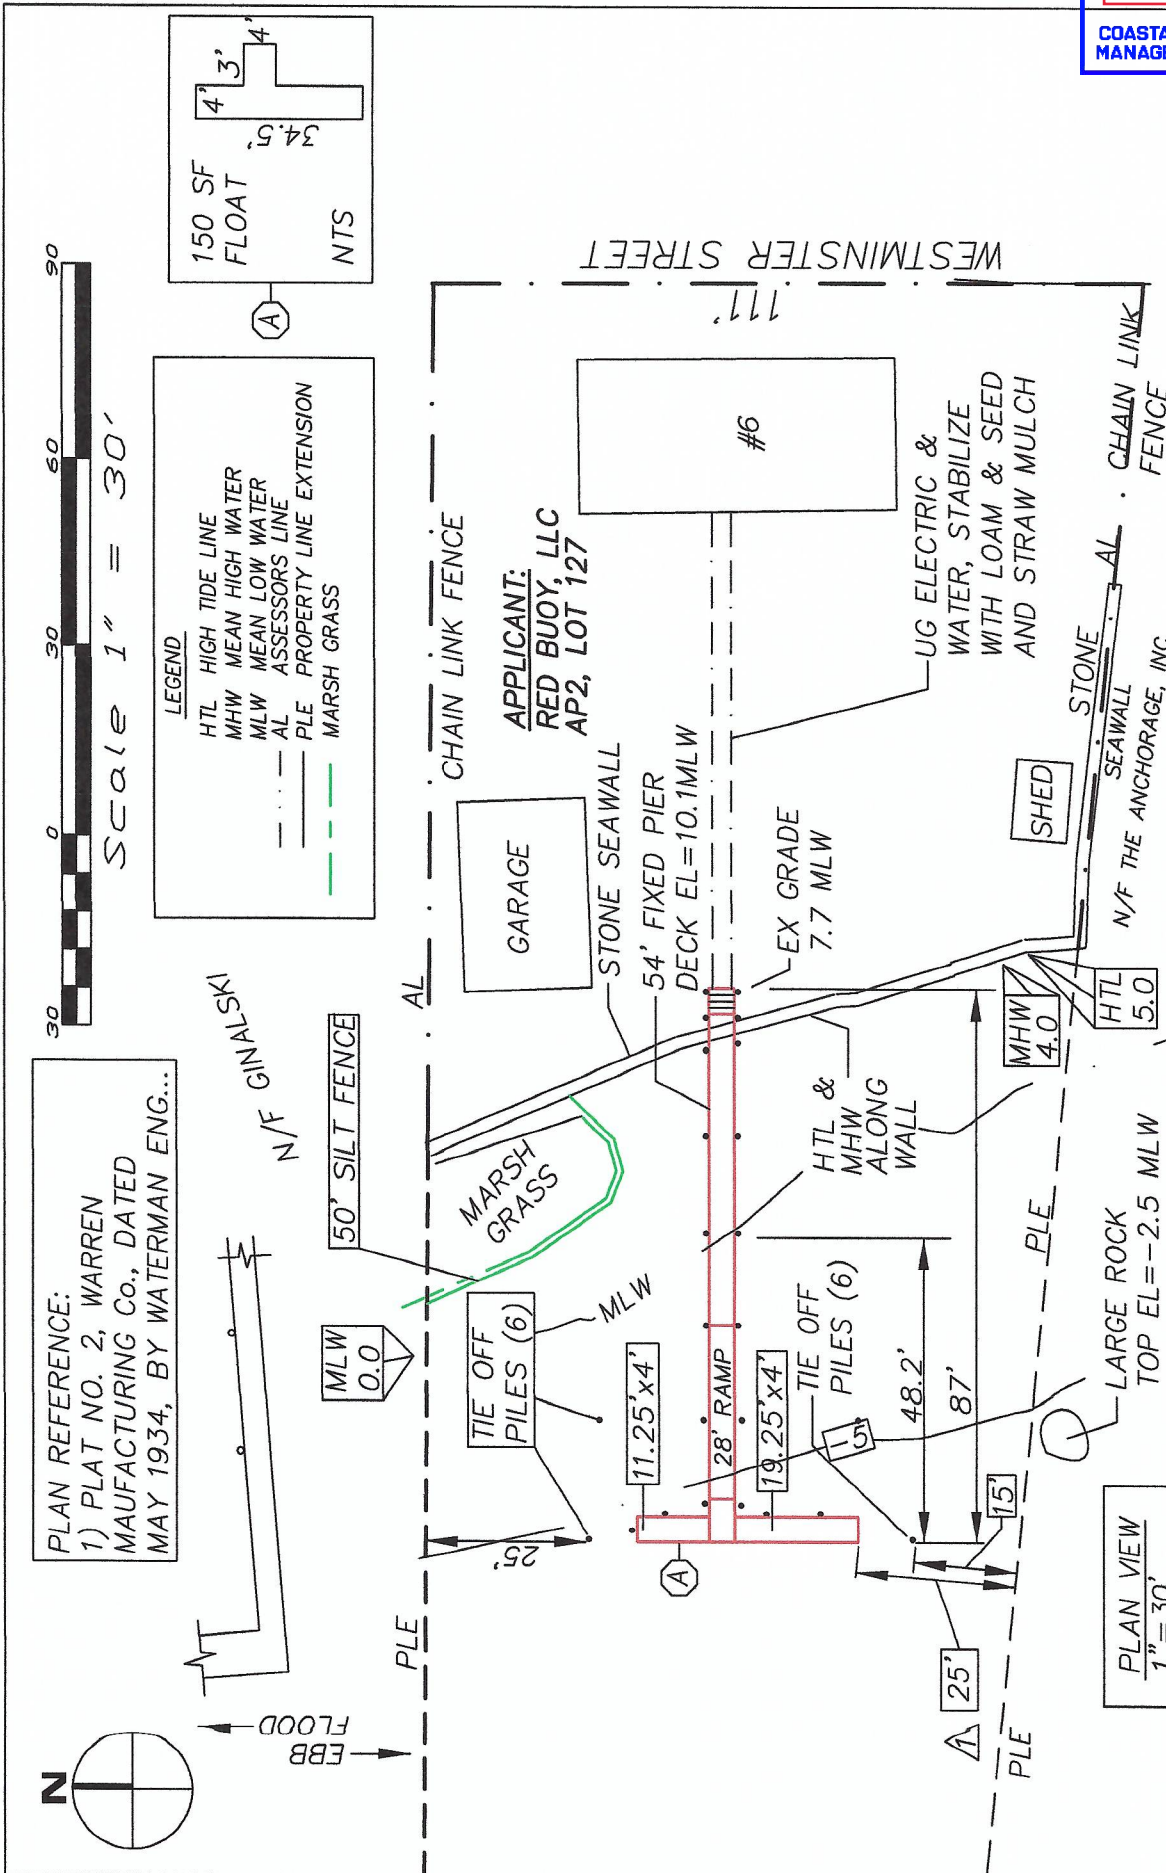 COASTA
MANAGE
N
EBB
FLOOD
PLAN REFERENCE:
1) PLAT NO. 2, WARREN
MAUFACTURING Co., DATED
MAY 1934, BY WATERMAN ENG...
30 0 30 60 90
Scale 1" = 30'
LEGEND
HTL HIGH TIDE LINE
MHW MEAN HIGH WATER
MLW MEAN LOW WATER
AL ASSESSORS LINE
PLE PROPERTY LINE EXTENSION
MARSH GRASS
150 SF
FLOAT
NTS
4'
3'
4'
34.5'
A
N/F GINALSKI
PLE
AL
CHAIN LINK FENCE
50' SILT FENCE
MLW
0.0
MARSH
GRASS
GARAGE
APPLICANT:
RED BUOY, LLC
AP2, LOT 127
WESTMINSTER STREET
111'
#6
TIE OFF
PILES (6)
MLW
25'
STONE SEAWALL
54' FIXED PIER
DECK EL=10.1MLW
11.25'x4'
28' RAMP
19.25'x4'
A
EX GRADE
7.7 MLW
UG ELECTRIC &
WATER, STABILIZE
WITH LOAM & SEED
AND STRAW MULCH
TIE OFF
PILES (6)
-5
HTL &
MHW
ALONG
WALL
48.2'
87'
15'
25'
1
MHW
4.0
HTL
5.0
SHED
STONE
SEAWALL
AL
CHAIN LINK
FENCE
N/F THE ANCHORAGE, INC
PLE
PLE
LARGE ROCK
TOP EL=-2.5 MLW
PLAN VIEW
1"=30'